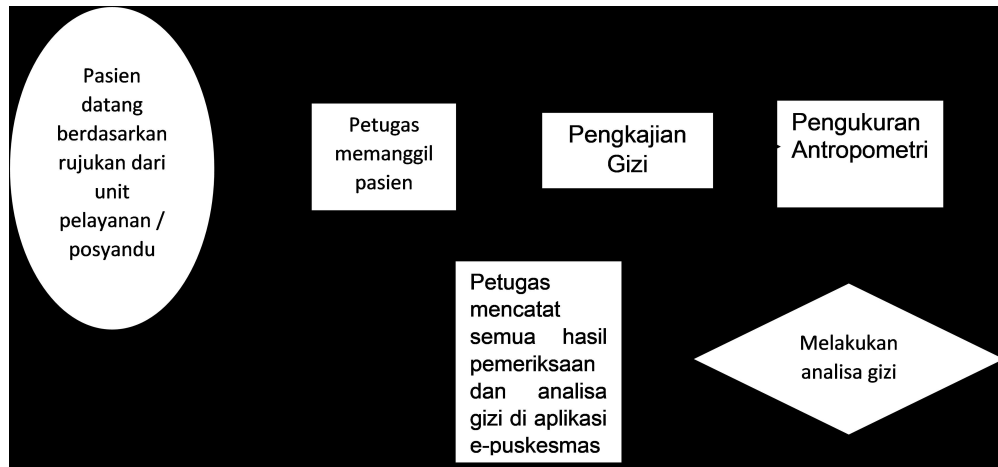 Pasien
datang
berdasarkan
rujukan dari
unit
pelayanan /
posyandu
Petugas
memanggil
pasien
Pengkajian
Gizi
Pengukuran
Antropometri
Melakukan
analisa gizi
Petugas
mencatat
semua hasil
pemeriksaan
dan analisa
gizi di aplikasi
e-puskesmas